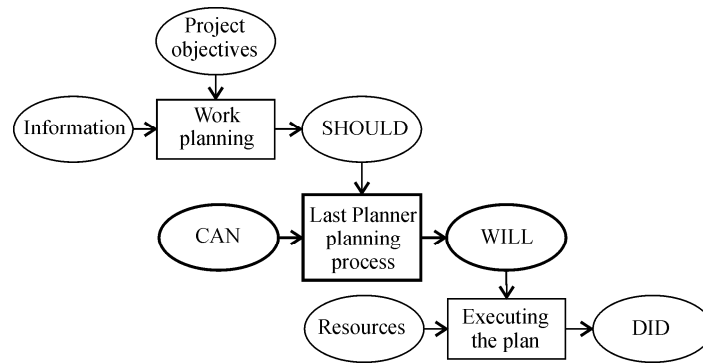 Project
objectives
Information
Work
planning
SHOULD
CAN
Last Planner
planning
process
WILL
Resources
Executing
the plan
DID